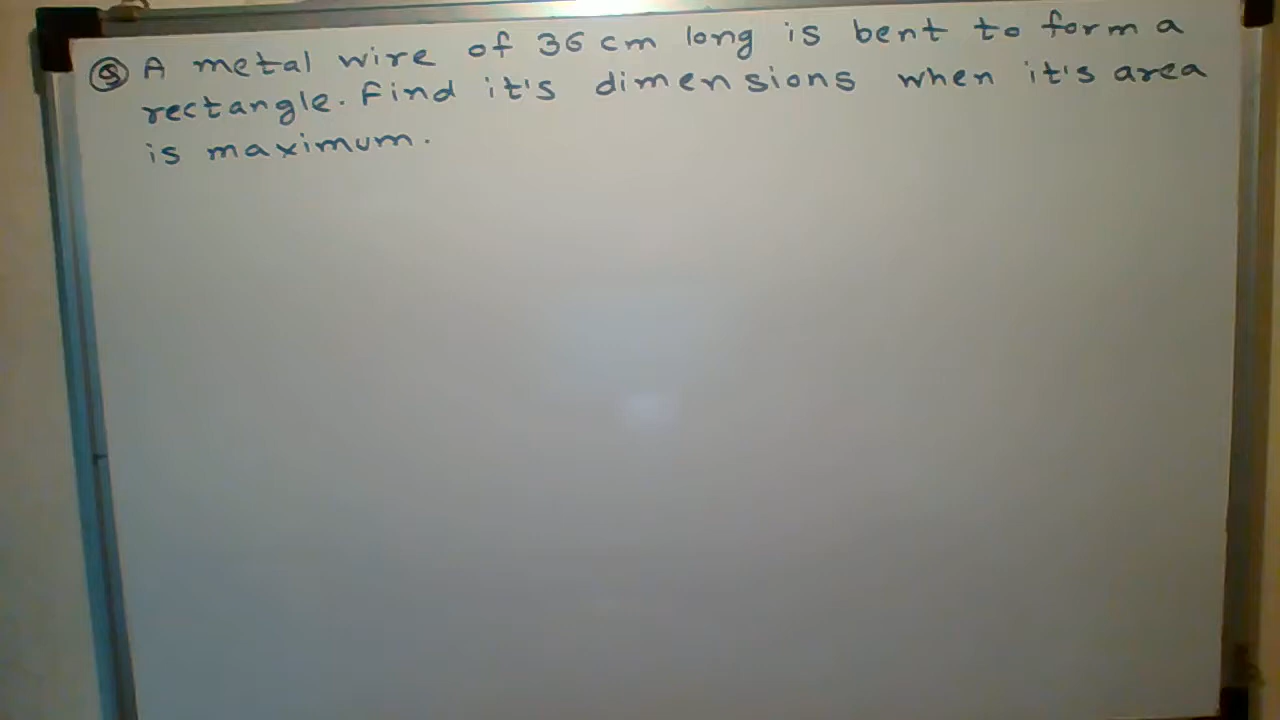 Q A metal wire of 36 cm long is bent to form a
rectangle. Find it's dimensions when it's area
is maximum.